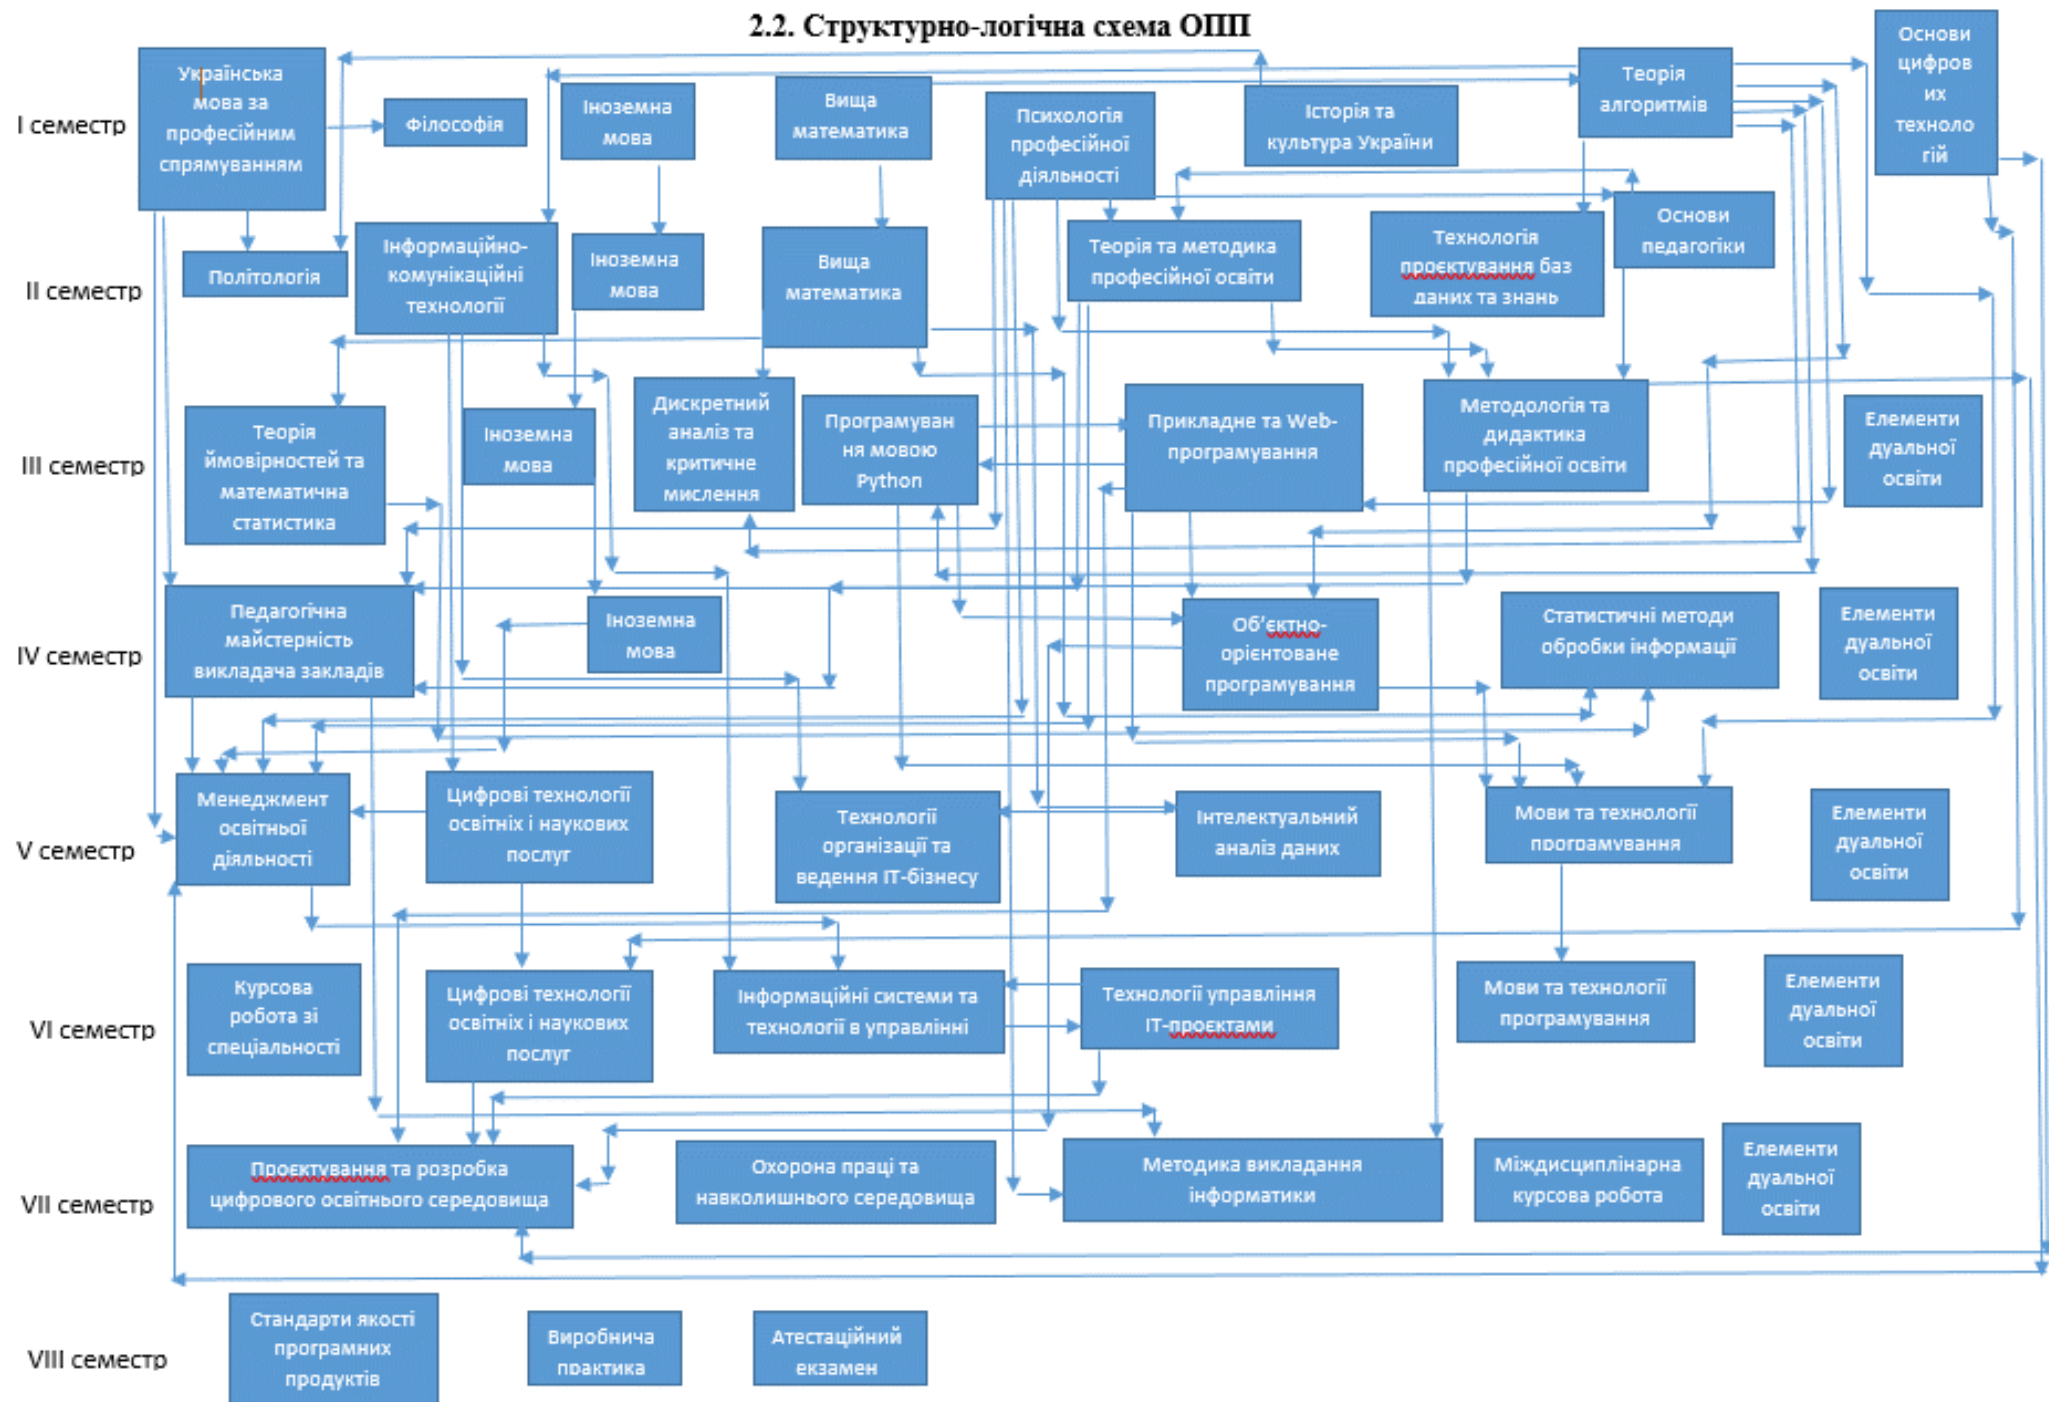 2.2. Структурно-логічна схема ОПП
I семестр
Українська
мова за
професійним
спрямуванням
Філософія
Іноземна
мова
Вища
математика
Психологія
професійної
діяльності
Історія та
культура України
Теорія
алгоритмів
Основи
цифров
их
техноло
гій
II семестр
Політологія
Інформаційно-
комунікаційні
технології
Іноземна
мова
Вища
математика
Теорія та методика
професійної освіти
Технологія
проєктування баз
даних та знань
Основи
педагогіки
III семестр
Теорія
ймовірностей та
математична
статистика
Іноземна
мова
Дискретний
аналіз та
критичне
мислення
Програмуван
ня мовою
Python
Прикладне та Web-
програмування
Методологія та
дидактика
професійної освіти
Елементи
дуальної
освіти
IV семестр
Педагогічна
майстерність
викладача закладів
Іноземна
мова
Об'єктно-
орієнтоване
програмування
Статистичні методи
обробки інформації
Елементи
дуальної
освіти
V семестр
Менеджмент
освітньої
діяльності
Цифрові технології
освітніх і наукових
послуг
Технології
організації та
ведення ІТ-бізнесу
Інтелектуальний
аналіз даних
Мови та технології
програмування
Елементи
дуальної
освіти
VI семестр
Курсова
робота зі
спеціальності
Цифрові технології
освітніх і наукових
послуг
Інформаційні системи та
технології в управлінні
Технології управління
ІТ-проєктами
Мови та технології
програмування
Елементи
дуальної
освіти
VII семестр
Проєктування та розробка
цифрового освітнього середовища
Охорона праці та
навколишнього середовища
Методика викладання
інформатики
Міждисциплінарна
курсова робота
Елементи
дуальної
освіти
VIII семестр
Стандарти якості
програмних
продуктів
Виробнича
практика
Атестаційний
екзамен